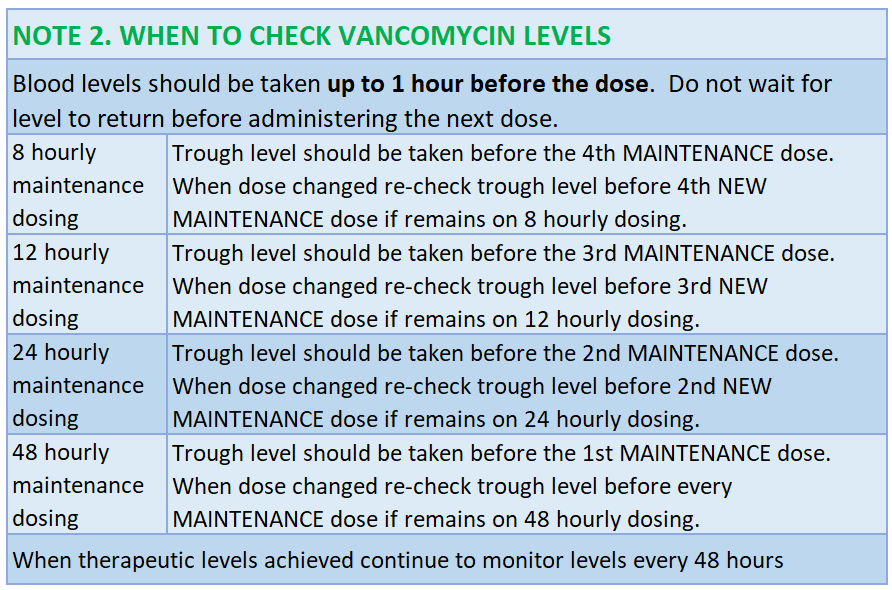 NOTE 2. WHEN TO CHECK VANCOMYCIN LEVELS
Blood levels should be taken up to 1 hour before the dose.  Do not wait for
level to return before administering the next dose.
8 hourly
maintenance
dosing
Trough level should be taken before the 4th MAINTENANCE dose.
When dose changed re-check trough level before 4th NEW
MAINTENANCE dose if remains on 8 hourly dosing.
12 hourly
maintenance
dosing
Trough level should be taken before the 3rd MAINTENANCE dose.
When dose changed re-check trough level before 3rd NEW
MAINTENANCE dose if remains on 12 hourly dosing.
24 hourly
maintenance
dosing
Trough level should be taken before the 2nd MAINTENANCE dose.
When dose changed re-check trough level before 2nd NEW
MAINTENANCE dose if remains on 24 hourly dosing.
48 hourly
maintenance
dosing
Trough level should be taken before the 1st MAINTENANCE dose.
When dose changed re-check trough level before every
MAINTENANCE dose if remains on 48 hourly dosing.
When therapeutic levels achieved continue to monitor levels every 48 hours